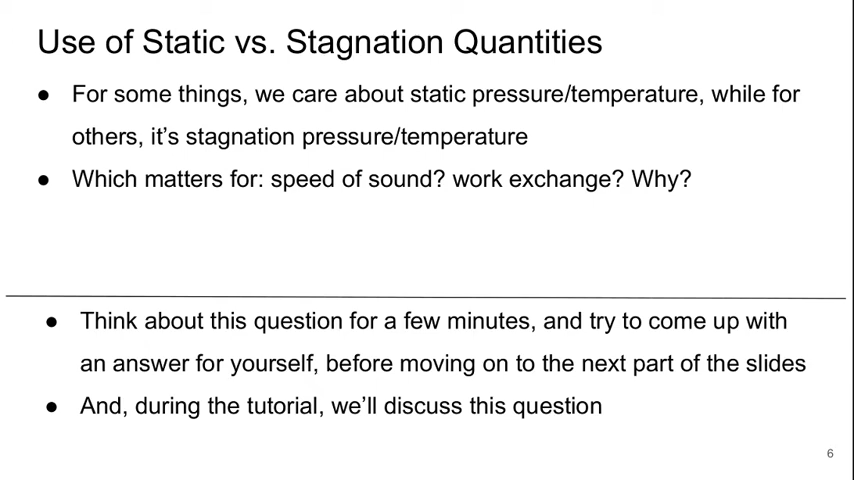 Use of Static vs. Stagnation Quantities
● For some things, we care about static pressure/temperature, while for
others, it’s stagnation pressure/temperature
● Which matters for: speed of sound? work exchange? Why?
● Think about this question for a few minutes, and try to come up with
an answer for yourself, before moving on to the next part of the slides
● And, during the tutorial, we’ll discuss this question
6